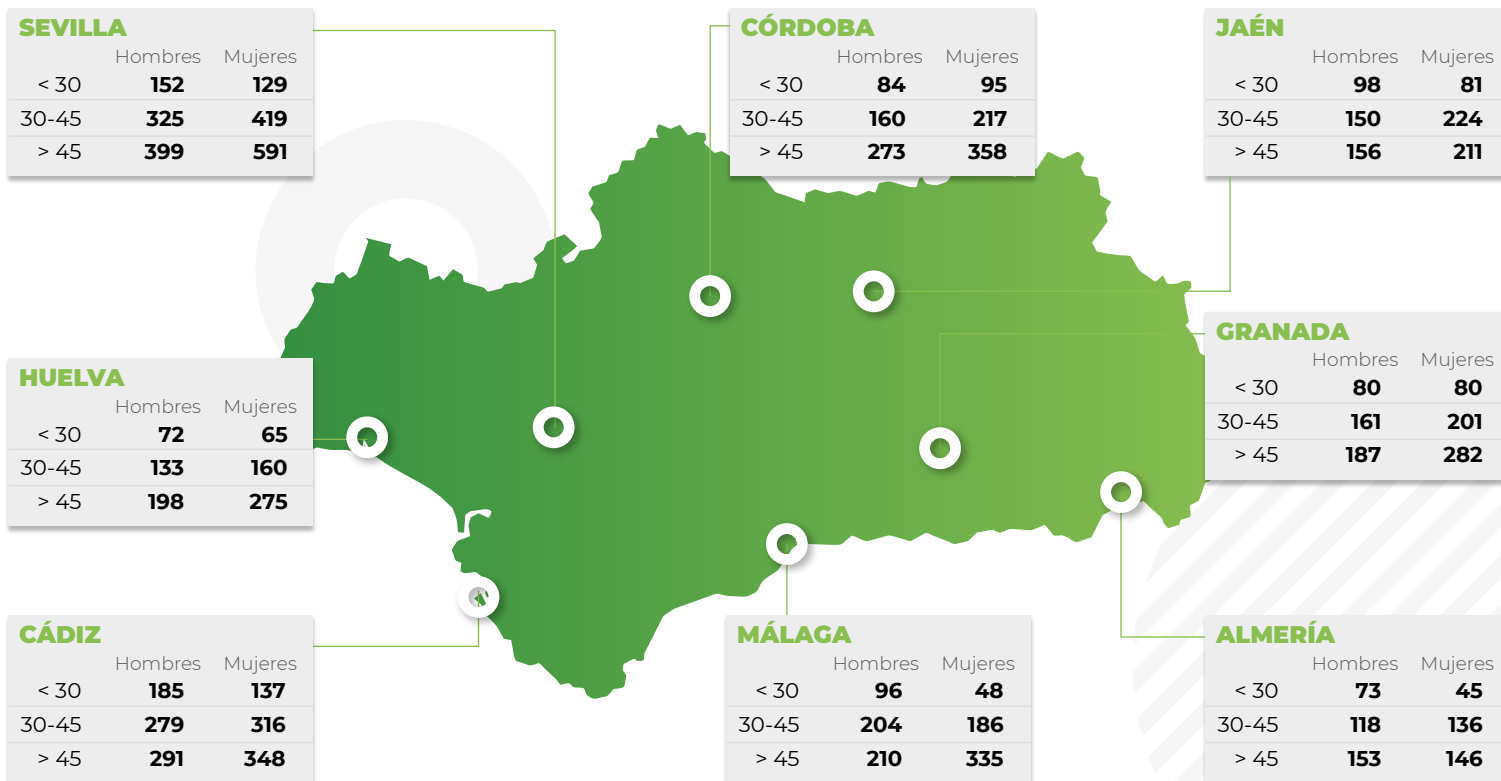 SEVILLA
Hombres Mujeres
< 30 152 129
30-45 325 419
> 45 399 591
CÓRDOBA
Hombres Mujeres
< 30 84 95
30-45 160 217
> 45 273 358
JAÉN
Hombres Mujeres
< 30 98 81
30-45 150 224
> 45 156 211
HUELVA
Hombres Mujeres
< 30 72 65
30-45 133 160
> 45 198 275
GRANADA
Hombres Mujeres
< 30 80 80
30-45 161 201
> 45 187 282
CÁDIZ
Hombres Mujeres
< 30 185 137
30-45 279 316
> 45 291 348
MÁLAGA
Hombres Mujeres
< 30 96 48
30-45 204 186
> 45 210 335
ALMERÍA
Hombres Mujeres
< 30 73 45
30-45 118 136
> 45 153 146